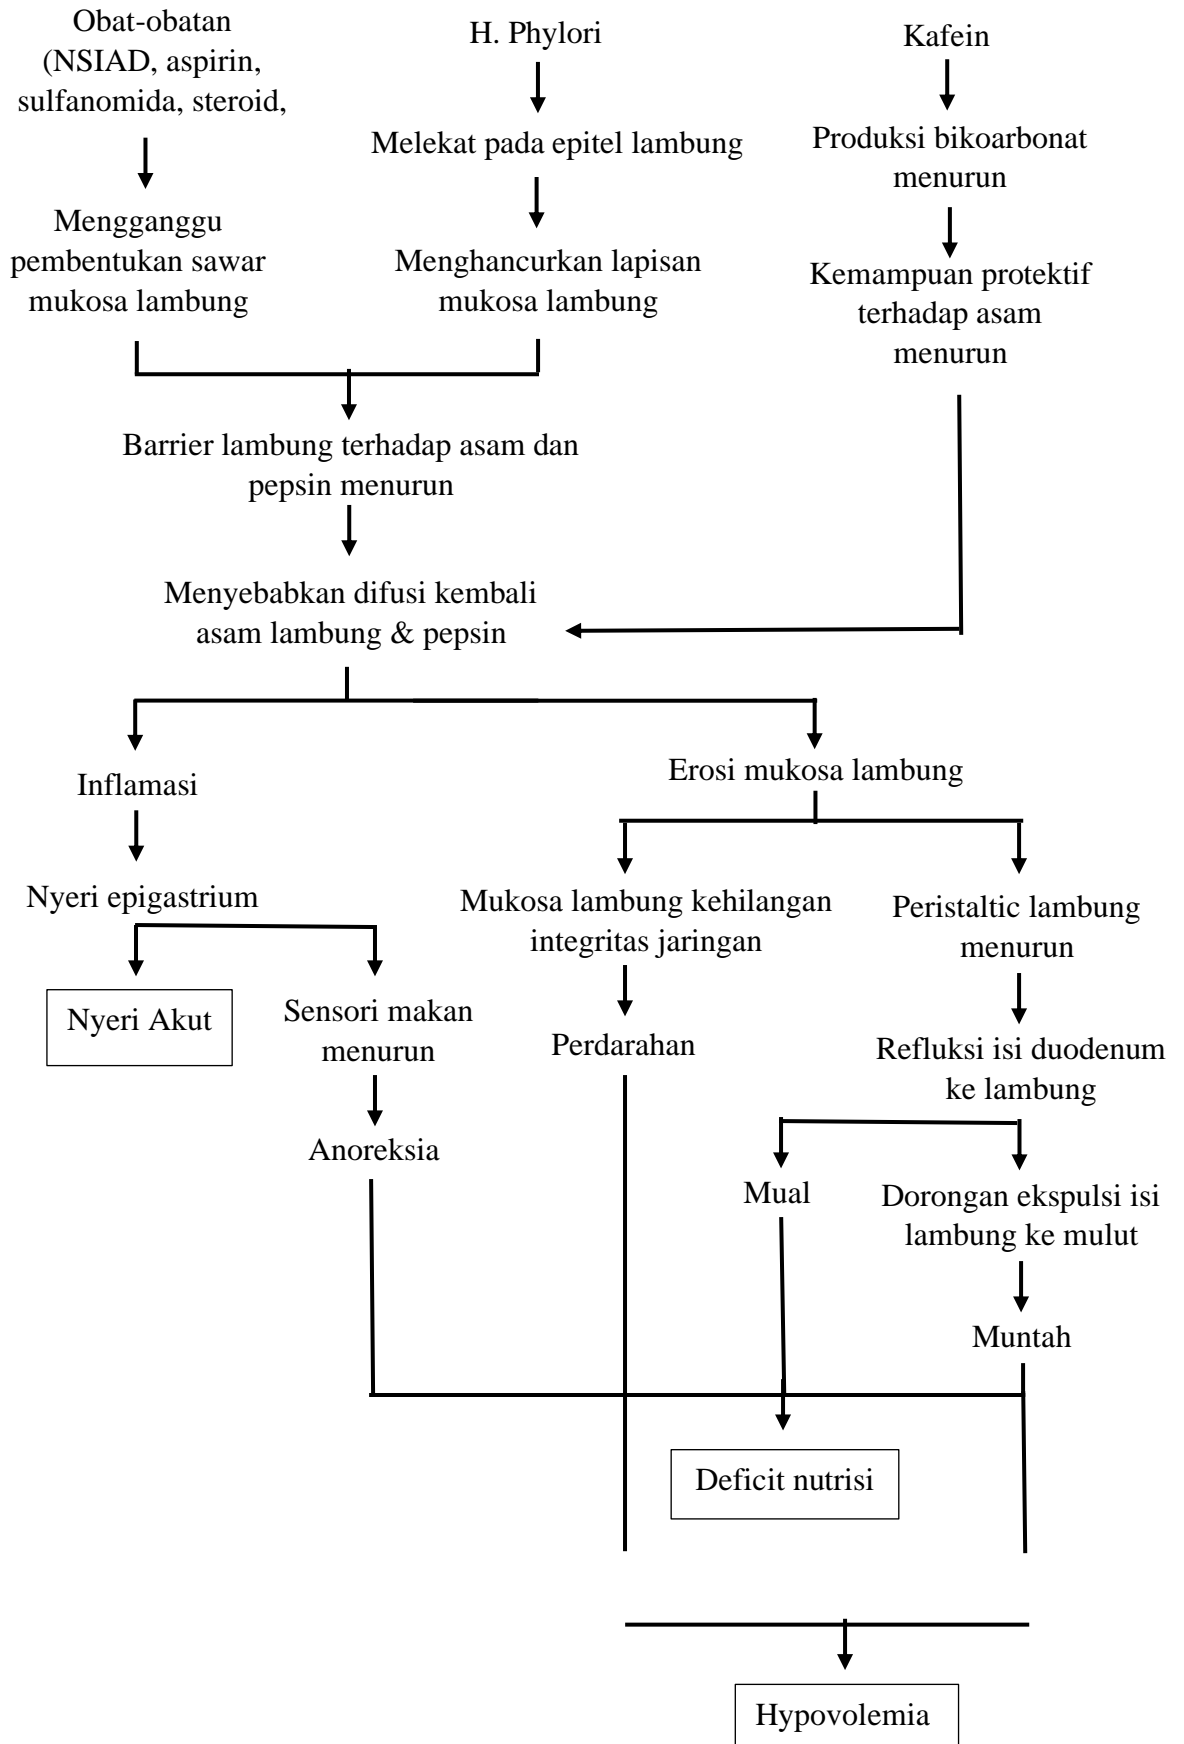 Obat-obatan
(NSIAD, aspirin,
sulfanomida, steroid,
H. Phylori
Kafein
Melekat pada epitel lambung
Produksi bikoarbonat
menurun
Mengganggu
pembentukan sawar
mukosa lambung
Menghancurkan lapisan
mukosa lambung
Kemampuan protektif
terhadap asam
menurun
Barrier lambung terhadap asam dan
pepsin menurun
Menyebabkan difusi kembali
asam lambung & pepsin
Inflamasi
Erosi mukosa lambung
Nyeri epigastrium
Mukosa lambung kehilangan
integritas jaringan
Peristaltic lambung
menurun
Nyeri Akut
Sensori makan
menurun
Perdarahan
Refluksi isi duodenum
ke lambung
Anoreksia
Mual
Dorongan ekspulsi isi
lambung ke mulut
Muntah
Deficit nutrisi
Hypovolemia